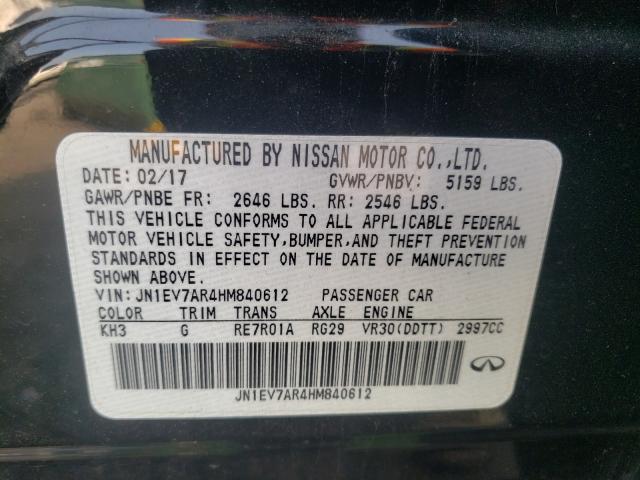 MANUFACTURED BY NISSAN MOTOR CO.,LTD.
DATE: 02/17 GVWR/PNBV: 5159 LBS.
GAWR/PNBE FR: 2646 LBS. RR: 2546 LBS.
THIS VEHICLE CONFORMS TO ALL APPLICABLE FEDERAL
MOTOR VEHICLE SAFETY,BUMPER,AND THEFT PREVENTION
STANDARDS IN EFFECT ON THE DATE OF MANUFACTURE
SHOWN ABOVE.
VIN: JN1EV7AR4HM840612 PASSENGER CAR
COLOR TRIM TRANS AXLE ENGINE
KH3 G RE7R01A RG29 VR30(DDTT) 2997CC
JN1EV7AR4HM840612